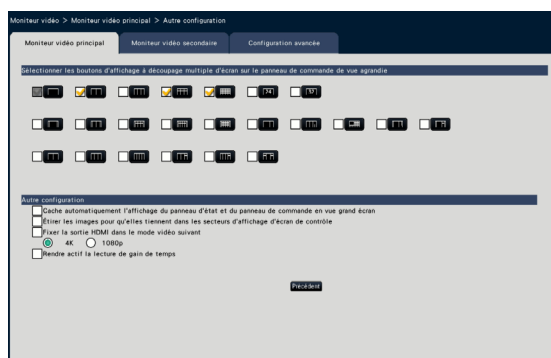 Moniteur vidéo > Moniteur vidéo principal > Autre configuration
Moniteur vidéo principal Moniteur vidéo secondaire Configuration avancée
Sélectionner les boutons d'affichage à découpage multiple d'écran sur le panneau de commande de vue agrandie
Autre configuration
Cache automatiquement l'affichage du panneau d'état et du panneau de commande en vue grand écran
Étirer les images pour qu'elles tiennent dans les secteurs d'affichage d'écran de contrôle
Fixer la sortie HDMI dans le mode vidéo suivant
4K 1080p
Rendre actif la lecture de gain de temps
Précédent